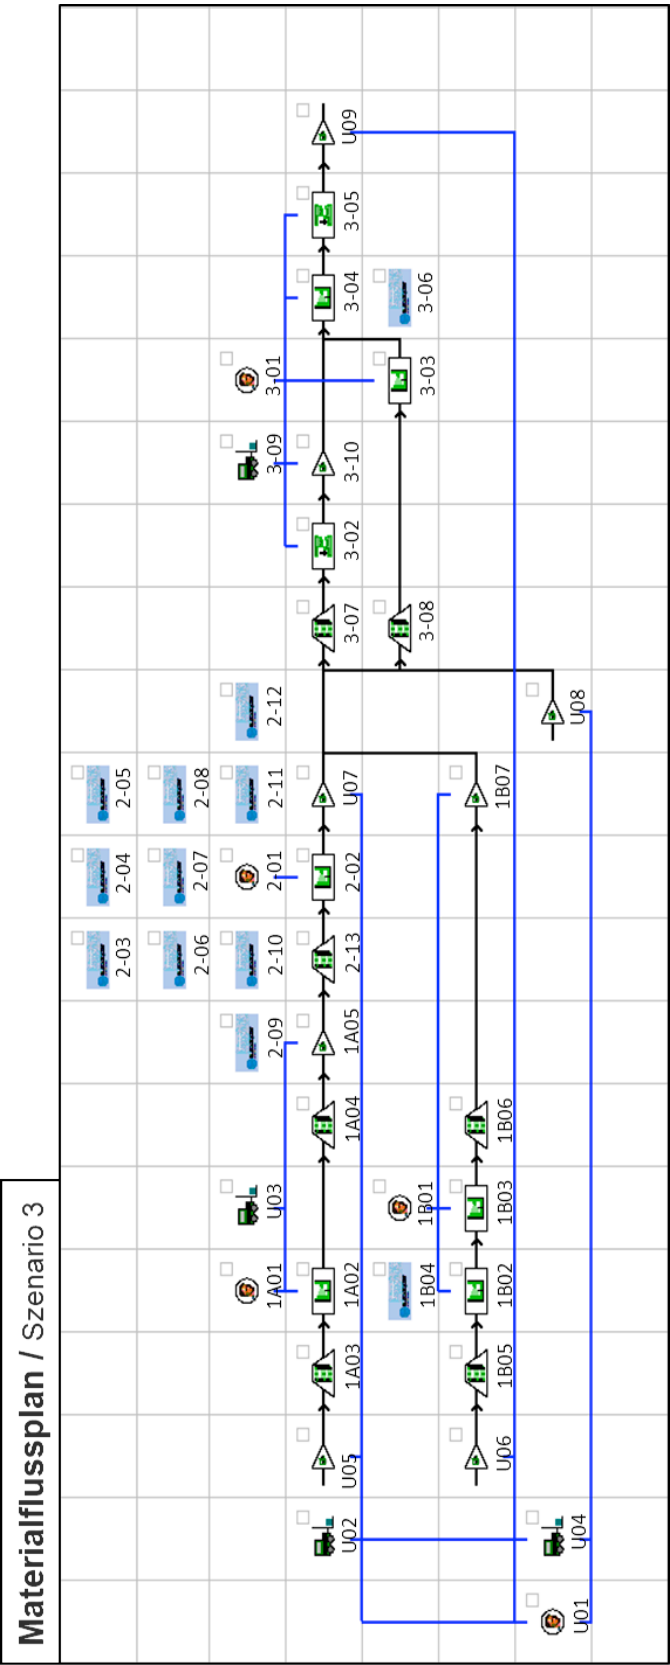 Materialflussplan / Szenario 3
2-03 2-04 2-05
2-06 2-07 2-08
1A01 U03 2-09 2-10 2-01 2-11 2-12 3-09 3-01
U02 U05 1A03 1A02 1A04 1A05 2-13 2-02 U07 3-07 3-02 3-10 3-04 3-05 U09
1B04 1B01 3-08 3-03 3-06
U06 1B05 1B02 1B03 1B06 1B07
U01 U04 U08